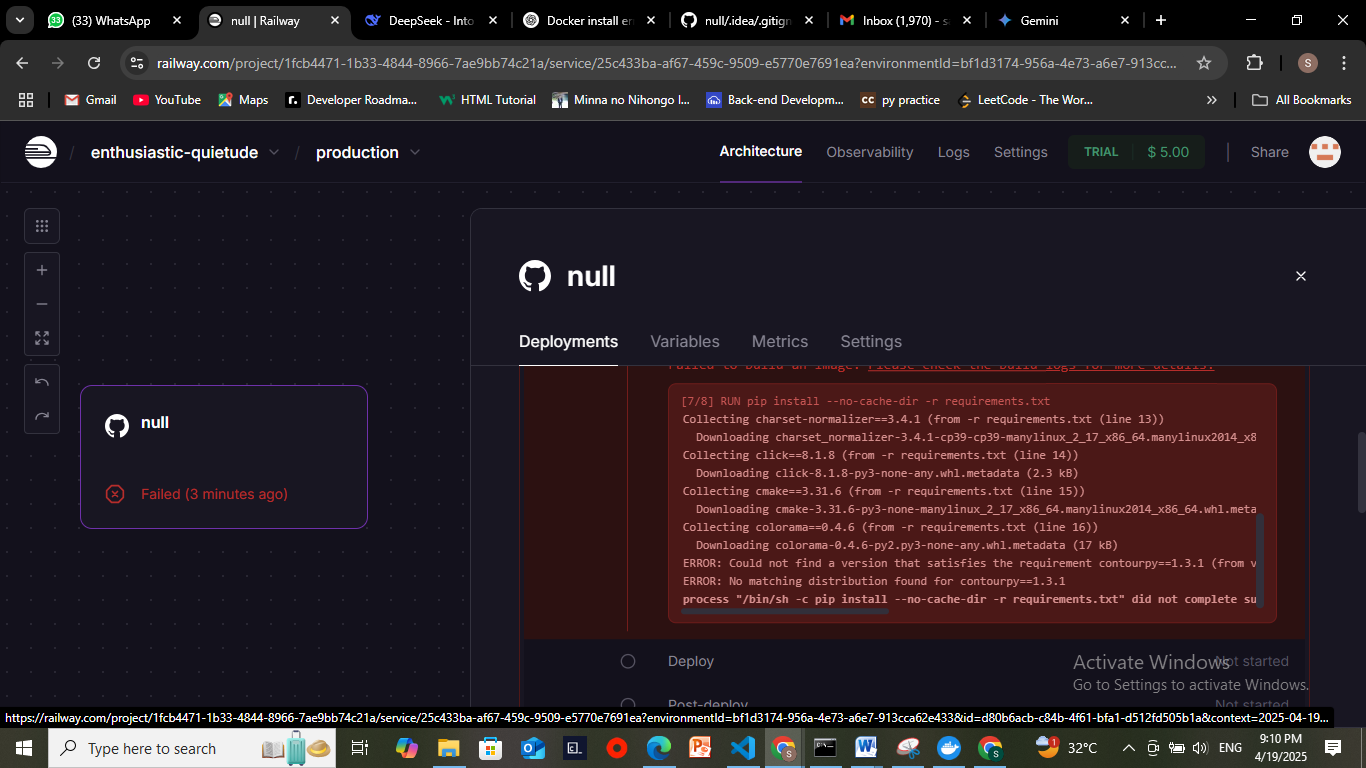 (33) WhatsApp
null | Railway
DeepSeek - Into
Docker install err
null/.idea/.gitign
Inbox (1,970) - s
Gemini
railway.com/project/1fcb4471-1b33-4844-8966-7ae9bb74c21a/service/25c433ba-af67-459c-9509-e5770e7691ea?environmentId=bf1d3174-956a-4e73-a6e7-913cc...
S
Gmail
YouTube
Maps
Developer Roadma...
HTML Tutorial
Minna no Nihongo I...
Back-end Developm...
CC py practice
LeetCode - The Wor...
All Bookmarks
/ enthusiastic-quietude / production
Architecture
Observability
Logs
Settings
TRIAL $ 5.00
Share
null
Deployments
Variables
Metrics
Settings
Failed to build an image. Please check the build logs for more details.
[7/8] RUN pip install --no-cache-dir -r requirements.txt
Collecting charset-normalizer==3.4.1 (from -r requirements.txt (line 13))
Downloading charset_normalizer-3.4.1-cp39-cp39-manylinux_2_17_x86_64.manylinux2014_x8
Collecting click==8.1.8 (from -r requirements.txt (line 14))
Downloading click-8.1.8-py3-none-any.whl.metadata (2.3 kB)
Collecting cmake==3.31.6 (from -r requirements.txt (line 15))
Downloading cmake-3.31.6-py3-none-manylinux_2_17_x86_64.manylinux2014_x86_64.whl.meta
Collecting colorama==0.4.6 (from -r requirements.txt (line 16))
Downloading colorama-0.4.6-py2.py3-none-any.whl.metadata (17 kB)
ERROR: Could not find a version that satisfies the requirement contourpy==1.3.1 (from v
ERROR: No matching distribution found for contourpy==1.3.1
process "/bin/sh -c pip install --no-cache-dir -r requirements.txt" did not complete su
null
Failed (3 minutes ago)
Deploy
Not started
Post-deploy
Not started
Activate Windows
Go to Settings to activate Windows.
https://railway.com/project/1fcb4471-1b33-4844-8966-7ae9bb74c21a/service/25c433ba-af67-459c-9509-e5770e7691ea?environmentId=bf1d3174-956a-4e73-a6e7-913cca62e433&id=d80b6acb-c84b-4f61-bfa1-d512fd505b1a&context=2025-04-19...
Type here to search
32°C
ENG
9:10 PM
4/19/2025